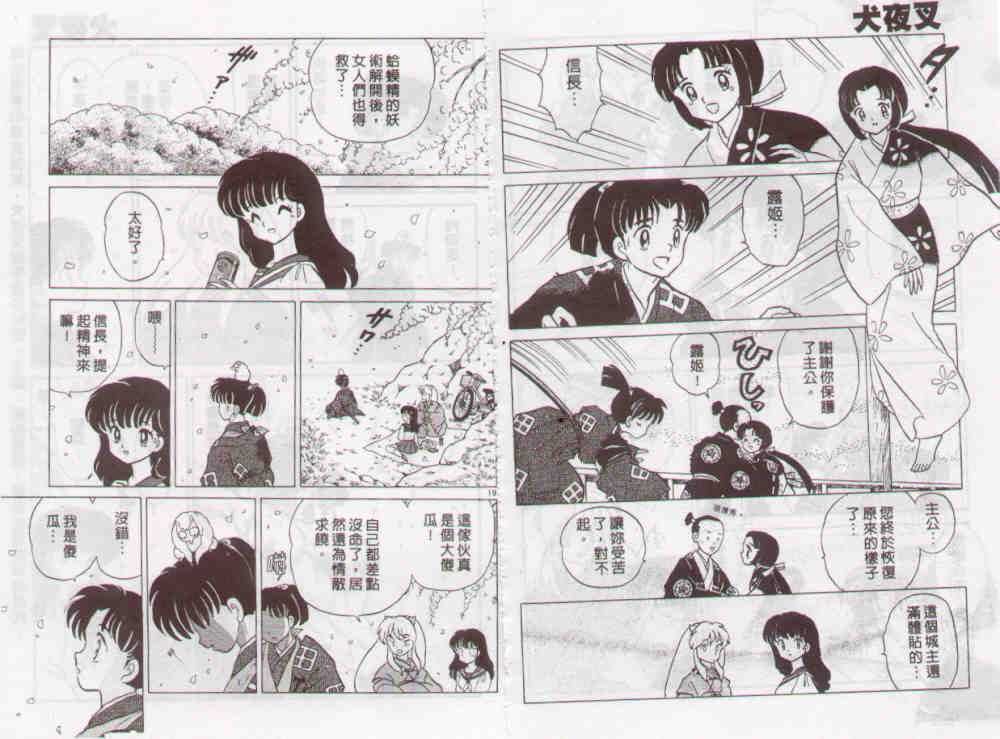 犬夜叉
信長…
露姬…
謝謝你保護
了主公。
露姬！
ひしっ
主公…
您終於恢復
原來的樣子
了…
讓妳受苦
了，對不
起。
這個城主還
滿體貼的…
蛤蟆精的妖
術解開後，
女人們也得
救了…
太好了。
喂…
信長，提
起精神來
嘛！
19
這傢伙真
是個大傻
瓜！
自己都差點
沒命了，居
然還為情敵
求饒。
沒錯…
我是傻
瓜…